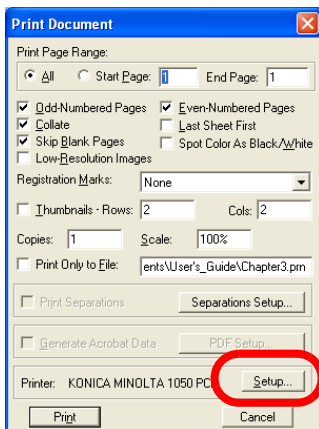 Print Document
Print Page Range:
All Start Page: 1 End Page: 1
Odd-Numbered Pages Even-Numbered Pages
Collate Last Sheet First
Skip Blank Pages Spot Color As Black/White
Low-Resolution Images
Registration Marks: None
Thumbnails - Rows: 2 Cols: 2
Copies: 1 Scale: 100%
Print Only to File: ents\User's_Guide\Chapter3.prn
Print Separations Separations Setup...
Generate Acrobat Data PDF Setup...
Printer: KONICA MINOLTA 1050 PC Setup...
Print Cancel